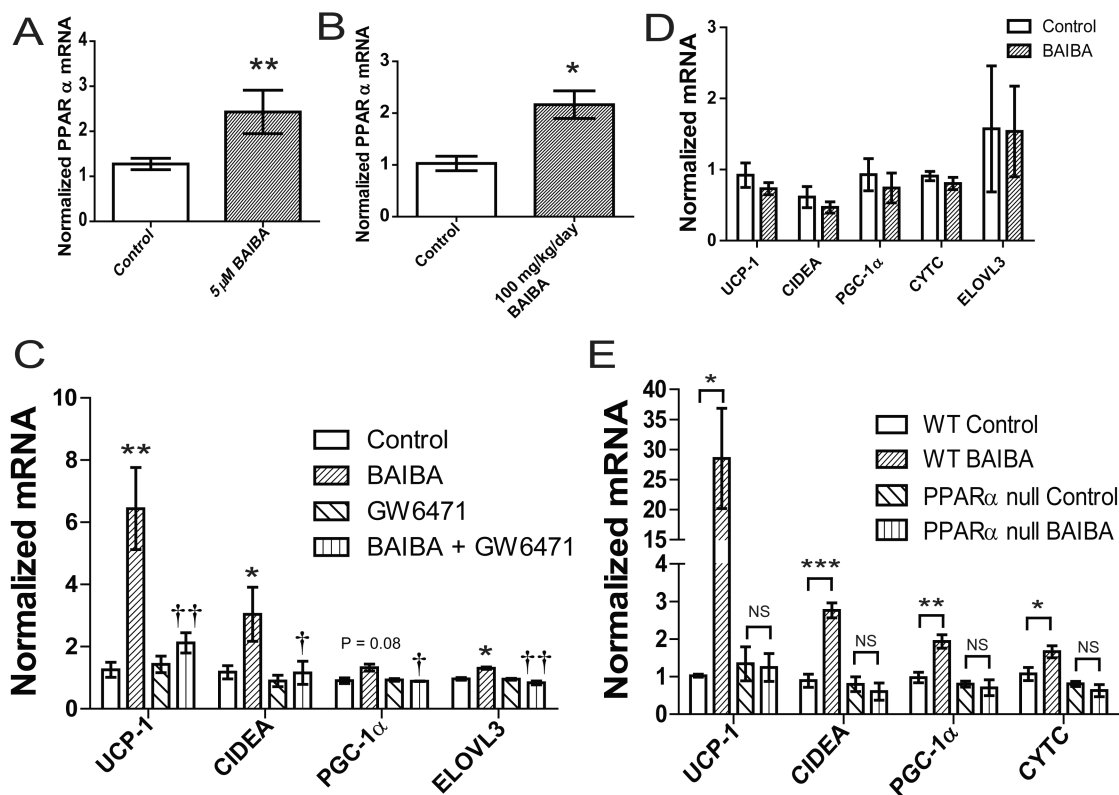 A
Normalized PPAR α mRNA
4
3
2
1
0
**
Control
5 µM BAIBA
B
Normalized PPAR α mRNA
3
2
1
0
*
Control
100 mg/kg/day
BAIBA
D
Normalized mRNA
3
2
1
0
Control
BAIBA
UCP-1
CIDEA
PGC-1α
CYTC
ELOVL3
C
Normalized mRNA
10
8
6
4
2
0
**
††
*
†
P = 0.08
†
*
††
Control
BAIBA
GW6471
BAIBA + GW6471
UCP-1
CIDEA
PGC-1α
ELOVL3
E
Normalized mRNA
40
35
30
25
20
15
10
4
3
2
1
0
*
NS
***
NS
**
NS
*
NS
WT Control
WT BAIBA
PPARα null Control
PPARα null BAIBA
UCP-1
CIDEA
PGC-1α
CYTC